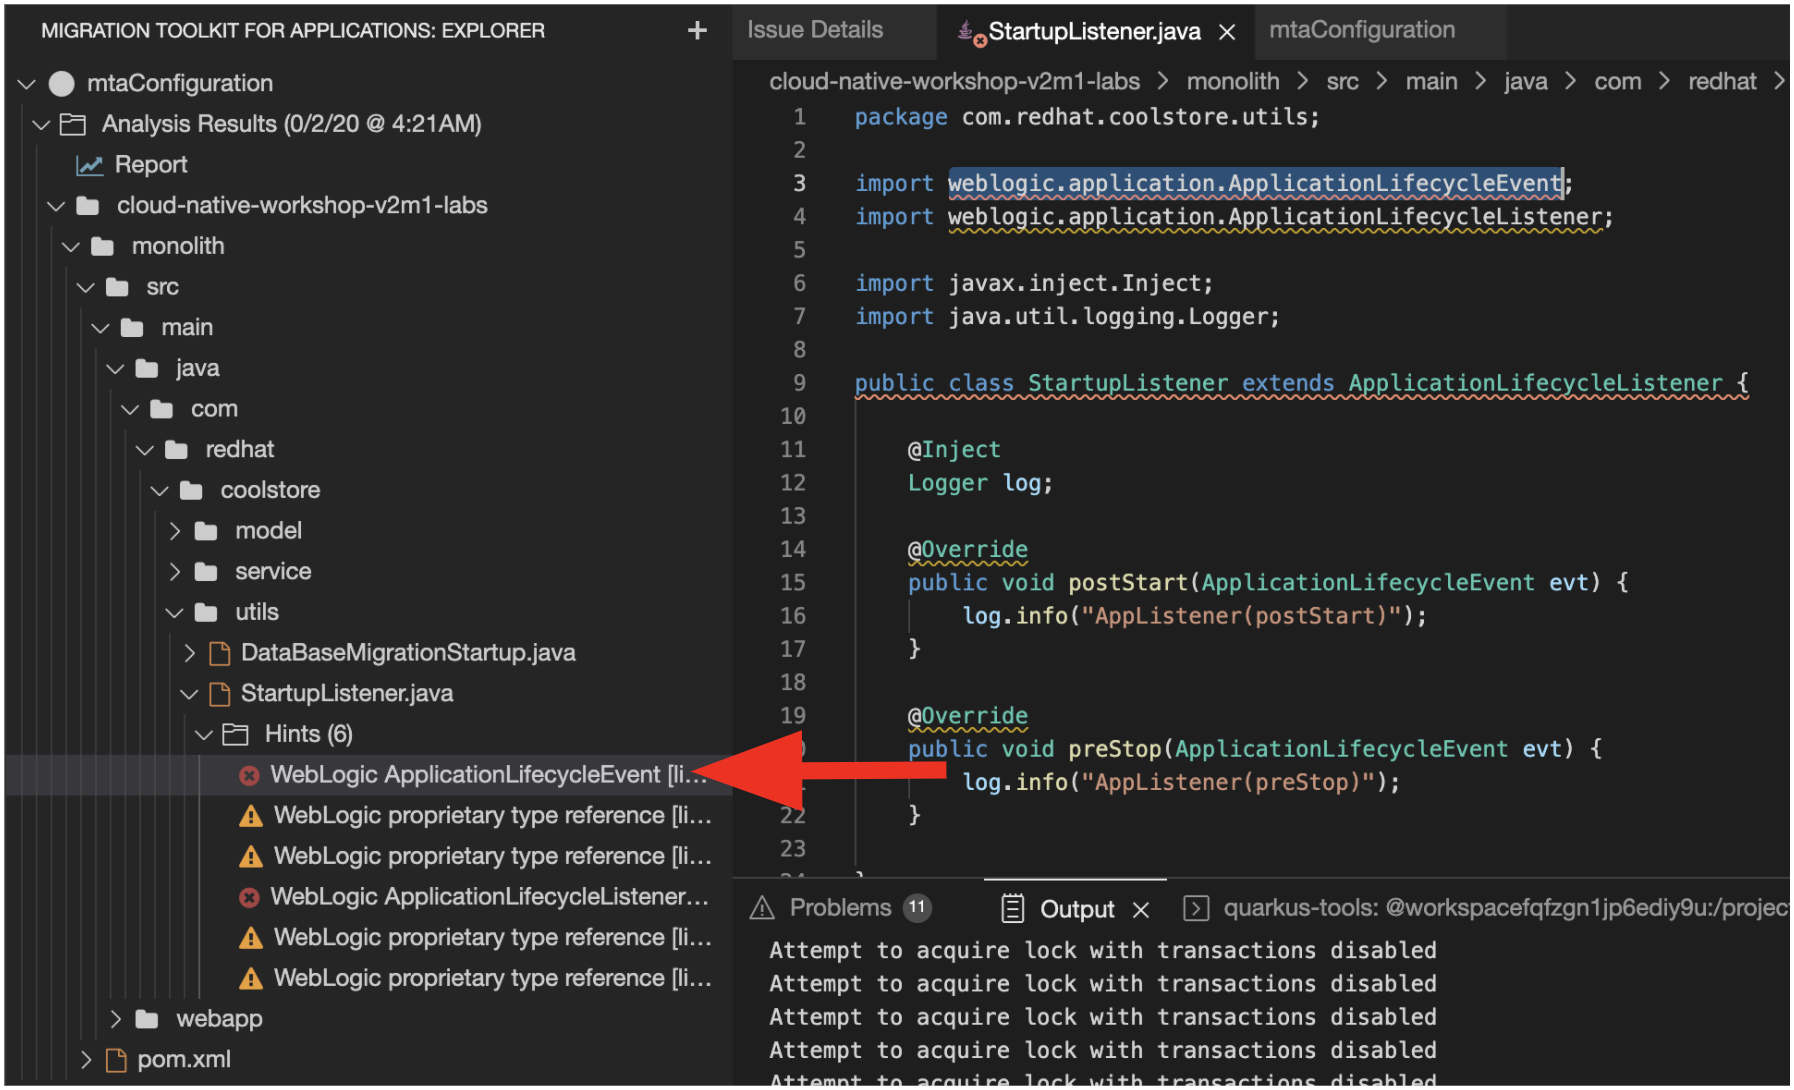 MIGRATION TOOLKIT FOR APPLICATIONS: EXPLORER
mtaConfiguration
Analysis Results (0/2/20 @ 4:21AM)
Report
cloud-native-workshop-v2m1-labs
monolith
src
main
java
com
redhat
coolstore
model
service
utils
DataBaseMigrationStartup.java
StartupListener.java
Hints (6)
WebLogic ApplicationLifecycleEvent [li...
WebLogic proprietary type reference [li...
WebLogic proprietary type reference [li...
WebLogic ApplicationLifecycleListener...
WebLogic proprietary type reference [li...
WebLogic proprietary type reference [li...
webapp
pom.xml
Issue Details StartupListener.java mtaConfiguration
cloud-native-workshop-v2m1-labs > monolith > src > main > java > com > redhat >
1 package com.redhat.coolstore.utils;
2
3 import weblogic.application.ApplicationLifecycleEvent;
4 import weblogic.application.ApplicationLifecycleListener;
5
6 import javax.inject.Inject;
7 import java.util.logging.Logger;
8
9 public class StartupListener extends ApplicationLifecycleListener {
10
11 @Inject
12 Logger log;
13
14 @Override
15 public void postStart(ApplicationLifecycleEvent evt) {
16 log.info("AppListener(postStart)");
17 }
18
19 @Override
public void preStop(ApplicationLifecycleEvent evt) {
log.info("AppListener(preStop)");
22 }
23
Problems 11 Output quarkus-tools: @workspacefqfzgn1jp6ediy9u:/projec
Attempt to acquire lock with transactions disabled
Attempt to acquire lock with transactions disabled
Attempt to acquire lock with transactions disabled
Attempt to acquire lock with transactions disabled
Attempt to acquire lock with transactions disabled